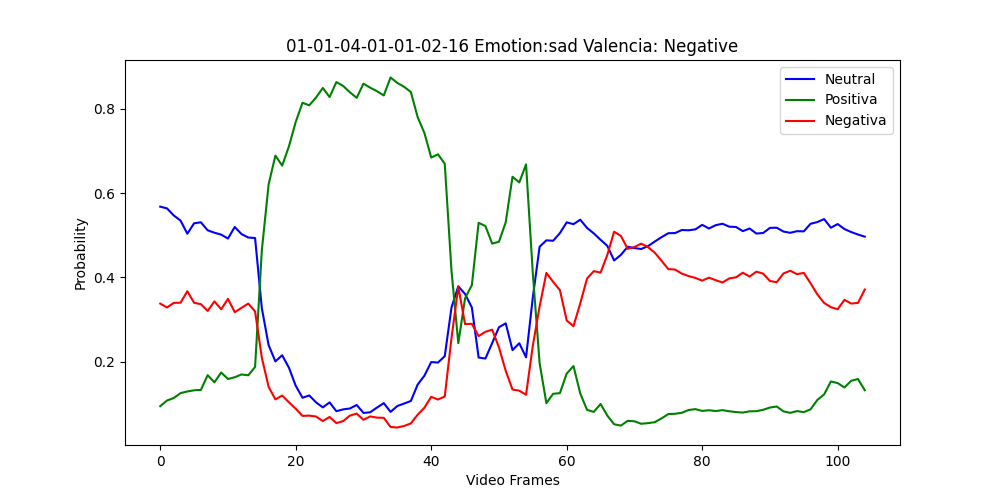 01-01-04-01-01-02-16 Emotion:sad Valencia: Negative
Neutral
Positiva
Negativa
Probability
0.8
0.6
0.4
0.2
0 20 40 60 80 100
Video Frames